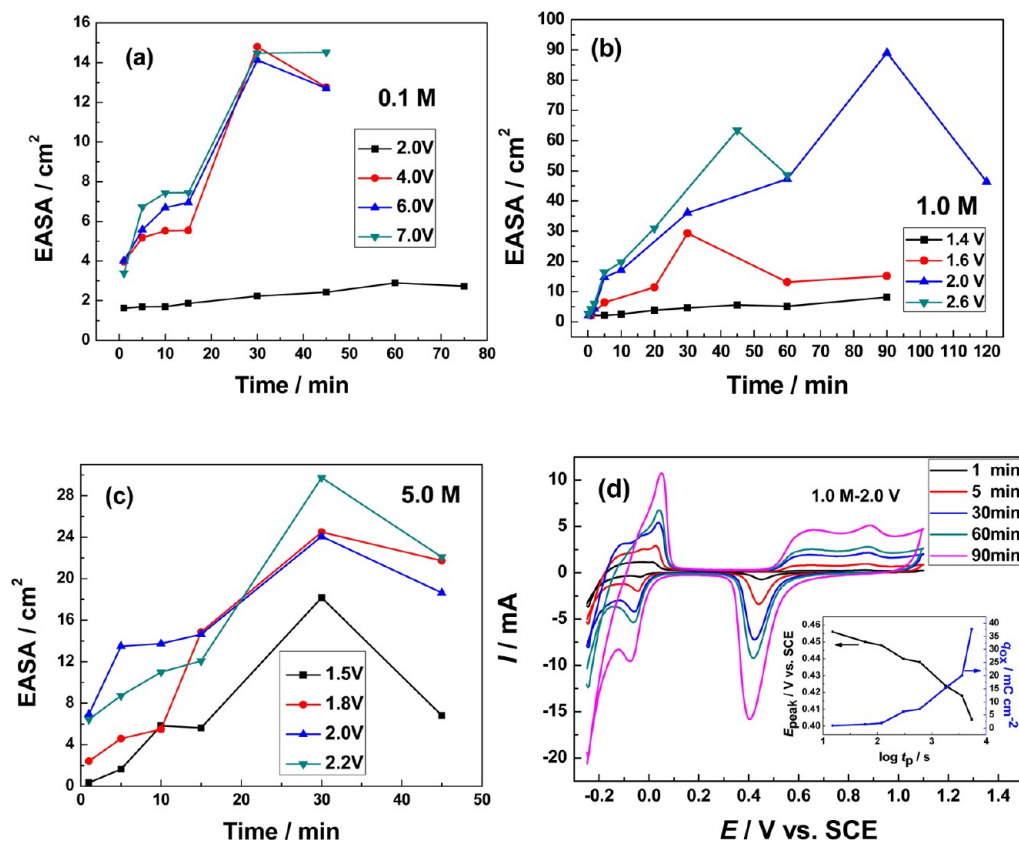 (a)
0.1 M
2.0V
4.0V
6.0V
7.0V
EASA / cm²
16
14
12
10
8
6
4
2
0
0 10 20 30 40 50 60 70 80
Time / min
(b)
1.0 M
1.4 V
1.6 V
2.0 V
2.6 V
EASA / cm²
100
90
80
70
60
50
40
30
20
10
0
0 10 20 30 40 50 60 70 80 90 100 110 120
Time / min
(c)
5.0 M
1.5V
1.8V
2.0V
2.2V
EASA / cm²
28
24
20
16
12
8
4
0
0 10 20 30 40 50
Time / min
(d)
1.0 M-2.0 V
1 min
5 min
30min
60min
90min
I / mA
10
5
0
-5
-10
-15
-20
-0.2 0.0 0.2 0.4 0.6 0.8 1.0 1.2 1.4
E / V vs. SCE
Epeak / V vs. SCE
0.46
0.45
0.44
0.43
0.42
0.41
0.40
1 2 3 4
log tp / s
40
35
30
25
20
15
10
5
0
qox / mC cm⁻²